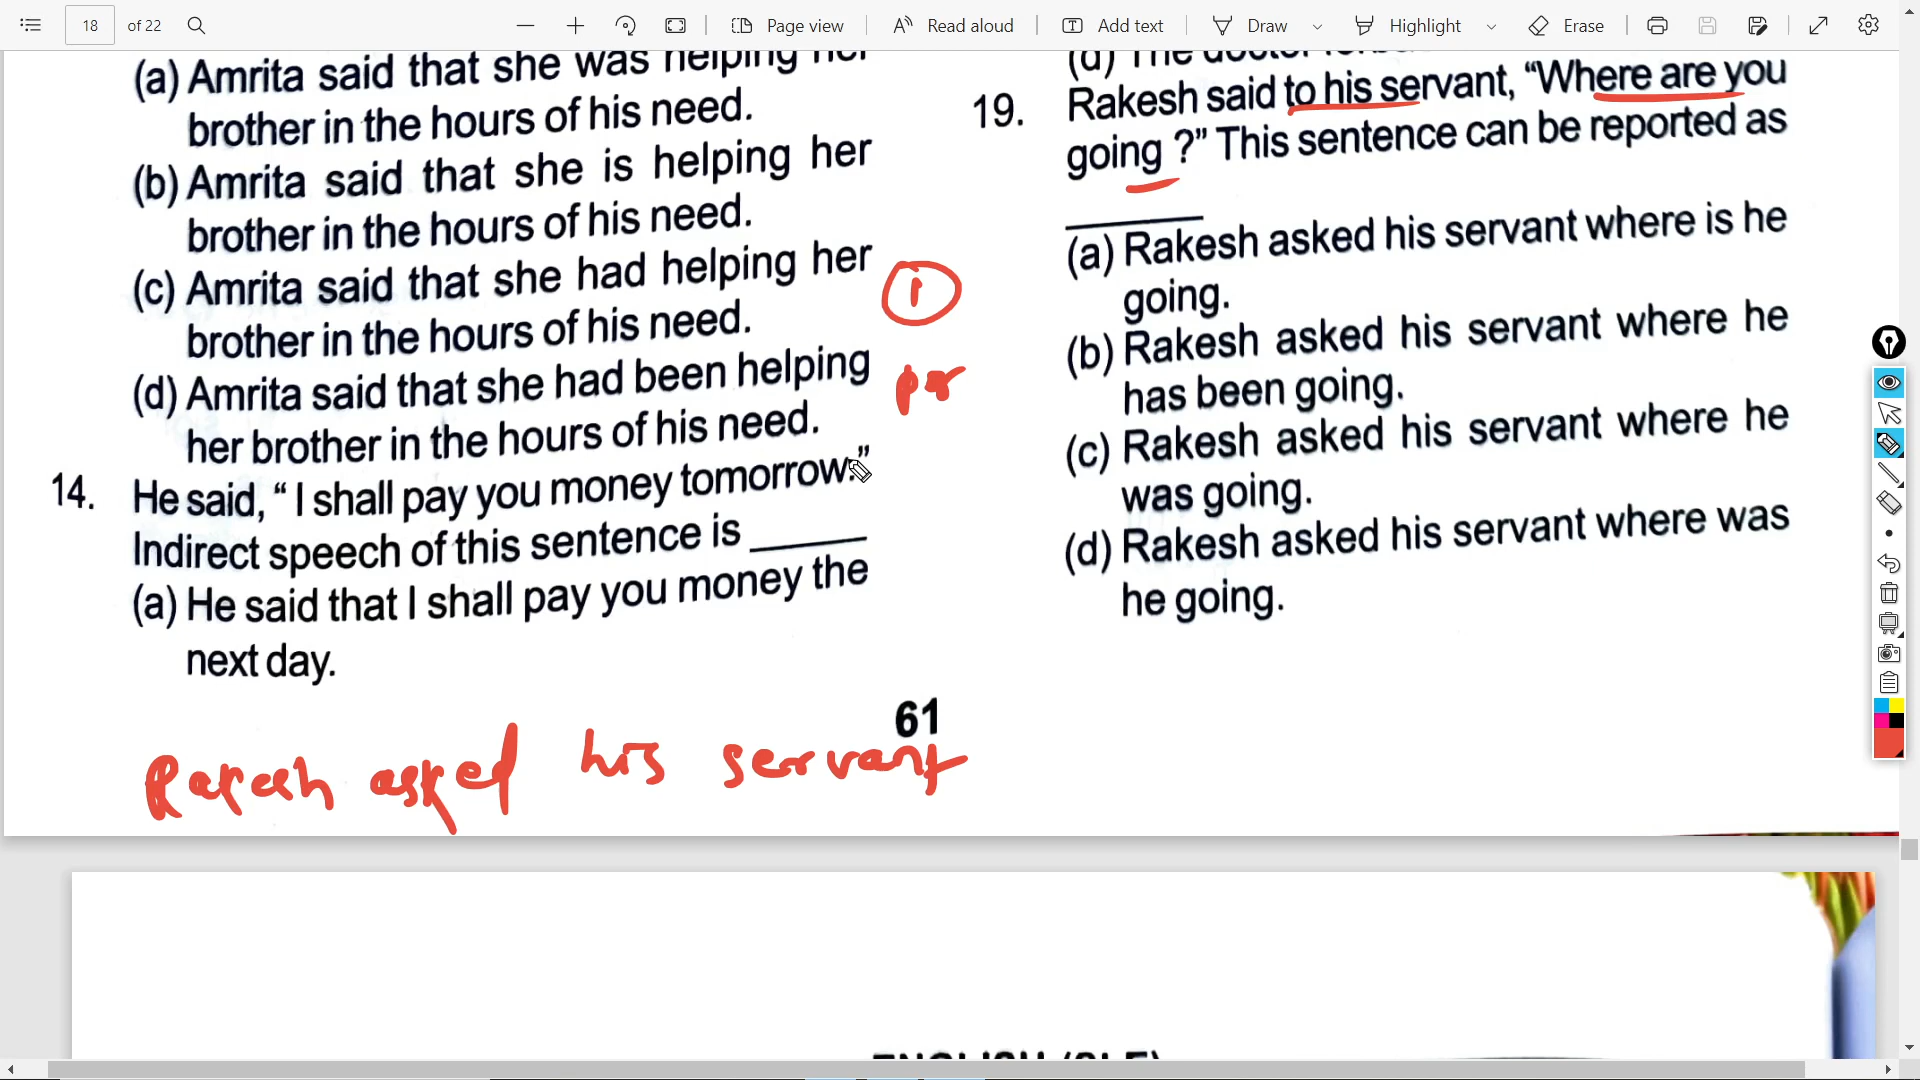 18 of 22 Page view Read aloud Add text Draw Highlight Erase
(a) Amrita said that she was helping her
brother in the hours of his need.
(b) Amrita said that she is helping her
brother in the hours of his need.
(c) Amrita said that she had helping her
brother in the hours of his need.
(d) Amrita said that she had been helping
her brother in the hours of his need.
14. He said, “ I shall pay you money tomorrow.”
Indirect speech of this sentence is ______
(a) He said that I shall pay you money the
next day.
1
por
(d) The doctor
19. Rakesh said to his servant, “Where are you
going ?” This sentence can be reported as
______
(a) Rakesh asked his servant where is he
going.
(b) Rakesh asked his servant where he
has been going.
(c) Rakesh asked his servant where he
was going.
(d) Rakesh asked his servant where was
he going.
61
Rakesh asked his servant